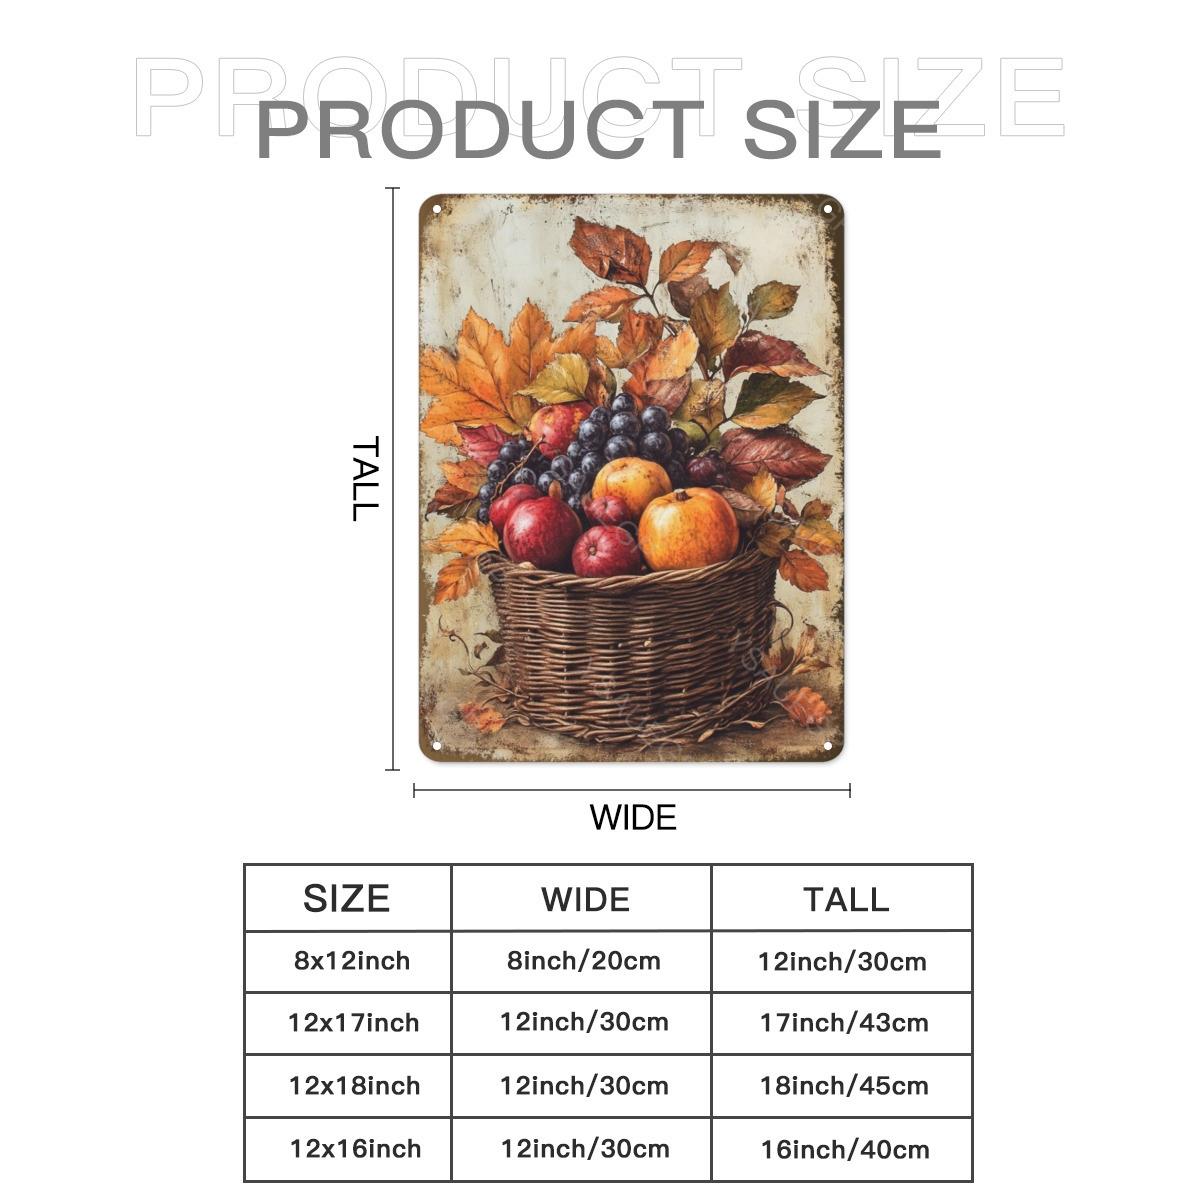 PRODUCT SIZE
PRODUCT SIZE
TALL
WIDE
SIZE WIDE TALL
8x12inch 8inch/20cm 12inch/30cm
12x17inch 12inch/30cm 17inch/43cm
12x18inch 12inch/30cm 18inch/45cm
12x16inch 12inch/30cm 16inch/40cm